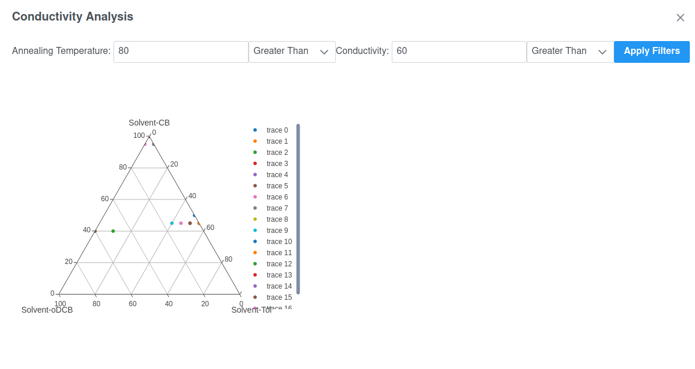 Conductivity Analysis
Annealing Temperature: 80 Greater Than Conductivity: 60 Greater Than Apply Filters
Solvent-CB
100
0
80
20
60
40
40
60
20
80
0
100 80 60 40 20 0
Solvent-oDCB
Solvent-Tol
trace 0
trace 1
trace 2
trace 3
trace 4
trace 5
trace 6
trace 7
trace 8
trace 9
trace 10
trace 11
trace 12
trace 13
trace 14
trace 15
trace 16